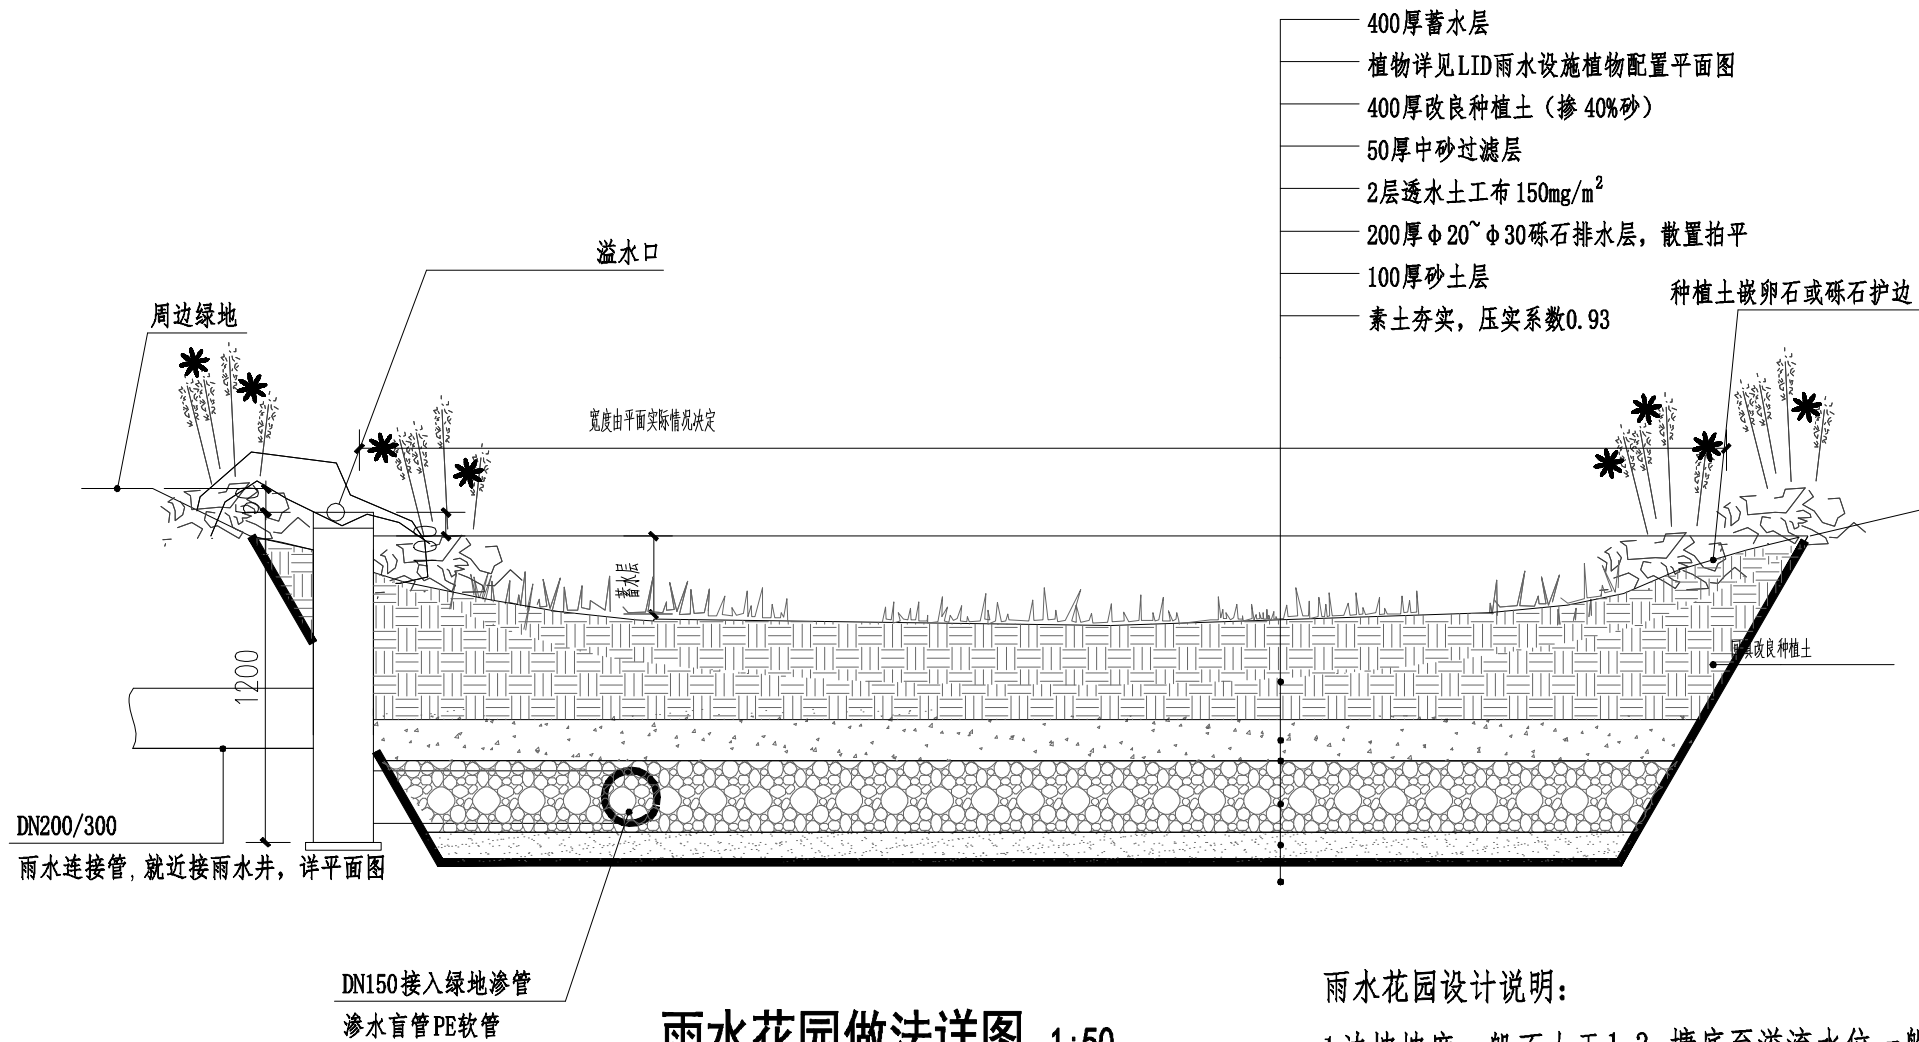 400厚蓄水层
植物详见LID雨水设施植物配置平面图
400厚改良种植土（掺40%砂）
50厚中砂过滤层
2层透水土工布150mg/m²
200厚φ20~φ30砾石排水层，散置拍平
100厚砂土层
素土夯实，压实系数0.93
溢水口
周边绿地
种植土嵌卵石或砾石护边
宽度由平面实际情况决定
蓄水层
1200
改良种植土
DN200/300
雨水连接管,就近接雨水井，详平面图
DN150接入绿地渗管
渗水盲管PE软管
雨水花园做法详图 1:50
雨水花园设计说明：